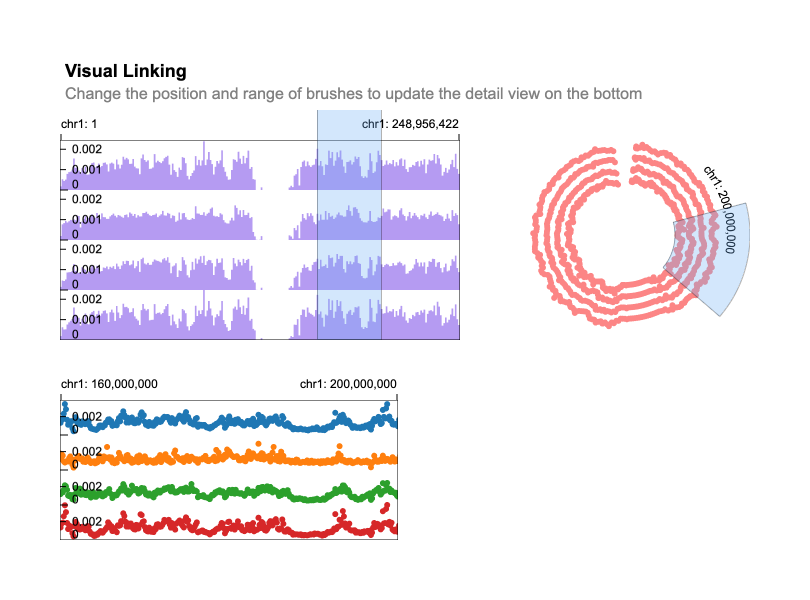 Visual Linking
Change the position and range of brushes to update the detail view on the bottom
chr1: 1
chr1: 248,956,422
0.002
0.001
0
0.002
0.001
0
0.002
0.001
0
0.002
0.001
0
chr1: 200,000,000
chr1: 160,000,000
chr1: 200,000,000
0.002
0
0.002
0
0.002
0
0.002
0